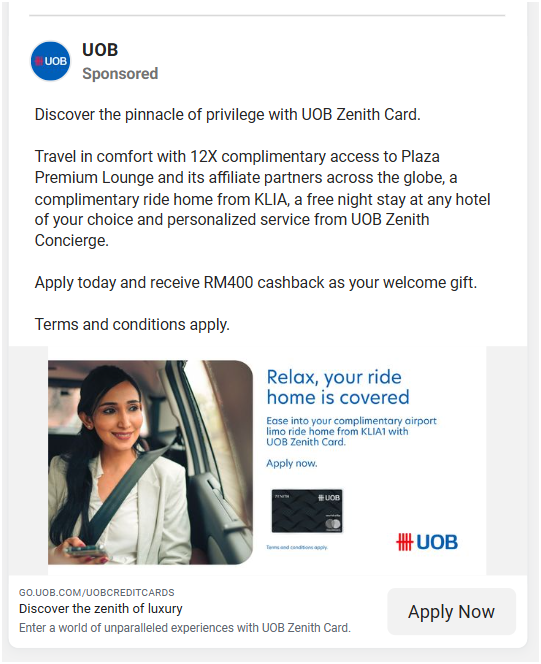 UOB
UOB
Sponsored
Discover the pinnacle of privilege with UOB Zenith Card.
Travel in comfort with 12X complimentary access to Plaza
Premium Lounge and its affiliate partners across the globe, a
complimentary ride home from KLIA, a free night stay at any hotel
of your choice and personalized service from UOB Zenith
Concierge.
Apply today and receive RM400 cashback as your welcome gift.
Terms and conditions apply.
Relax, your ride
home is covered
Ease into your complimentary airport
limo ride home from KLIA1 with
UOB Zenith Card.
Apply now.
ZENITH
UOB
Terms and conditions apply.
UOB
GO.UOB.COM/UOBCREDITCARDS
Discover the zenith of luxury
Enter a world of unparalleled experiences with UOB Zenith Card.
Apply Now